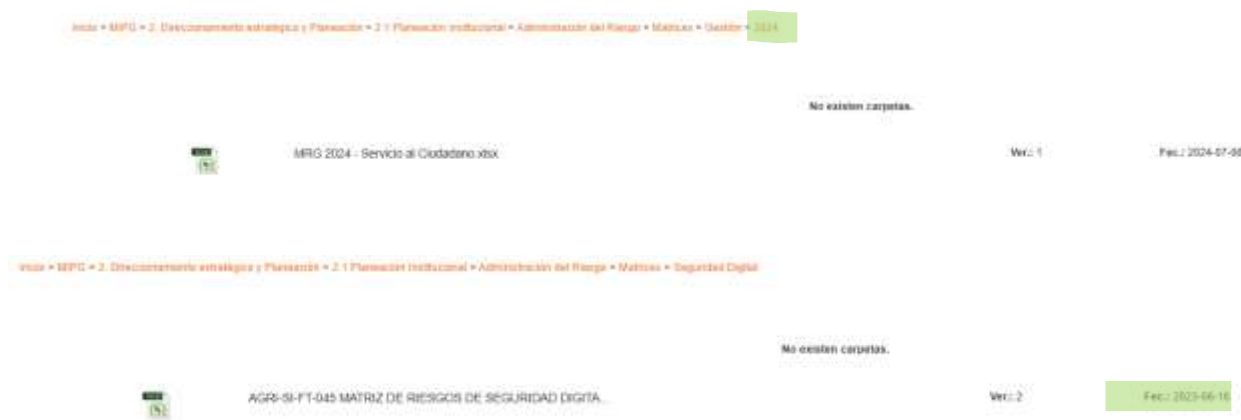 Inicio » MIPG » 2. Direccionamiento estratégico y Planeación » 2.1 Planeación Institucional » Administración del Riesgo » Matrices » Gestión » 2024
No existen carpetas.
MRG 2024 - Servicio al Ciudadano.xlsx Ver.: 1 Fec.: 2024-07-
Inicio » MIPG » 2. Direccionamiento estratégico y Planeación » 2.1 Planeación Institucional » Administración del Riesgo » Matrices » Seguridad Digital
No existen carpetas.
AGRI-SI-FT-045 MATRIZ DE RIESGOS DE SEGURIDAD DIGITA... Ver.: 2 Fec.: 2023-06-16